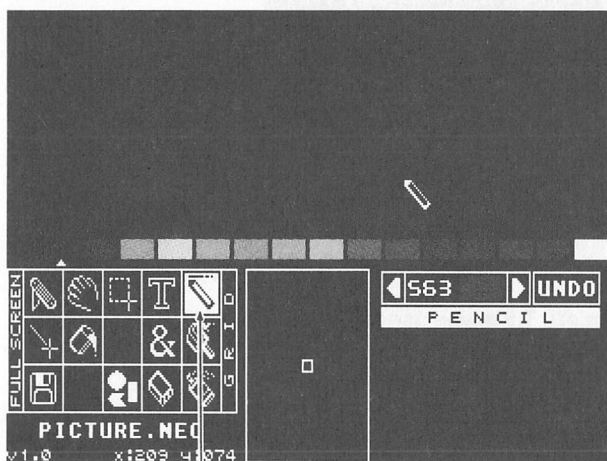 FULL SCREEN
T
&
GRID
S63
UNDO
PENCIL
PICTURE.NEO
v1.0 x:209 y:074